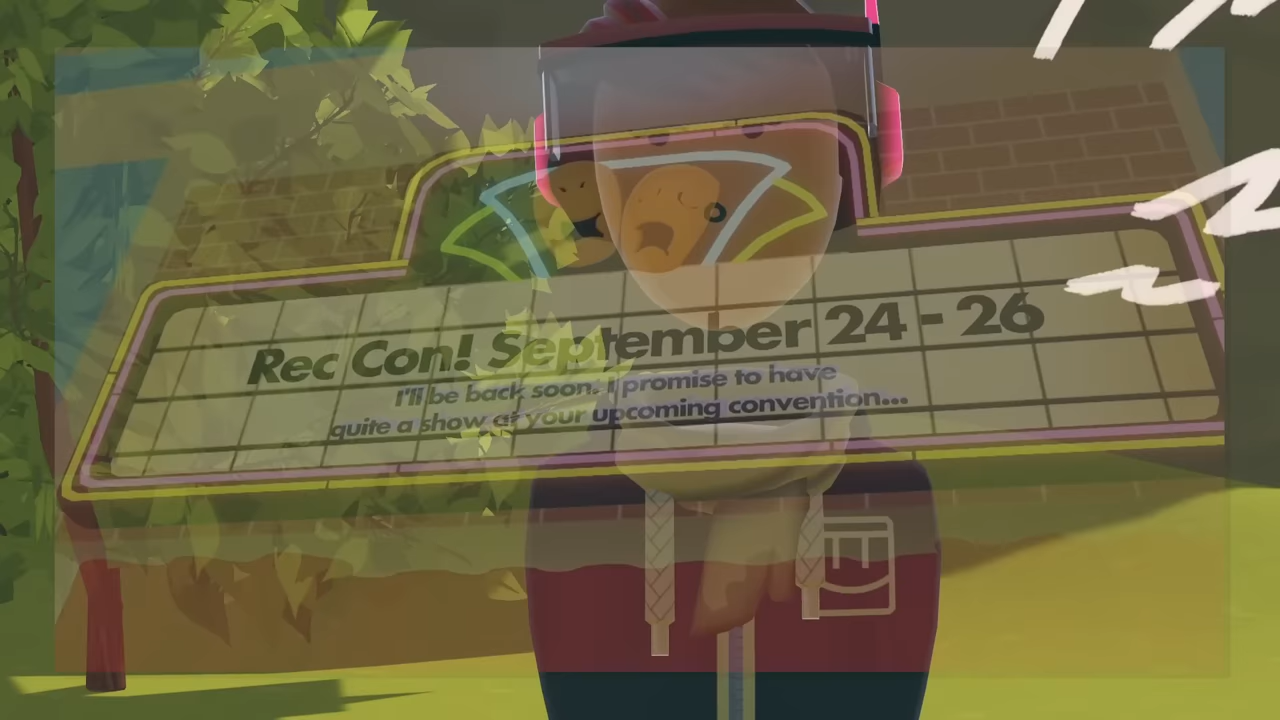 Rec Con! September 24 - 26
I'll be back soon. I promise to have
quite a show at your upcoming convention...